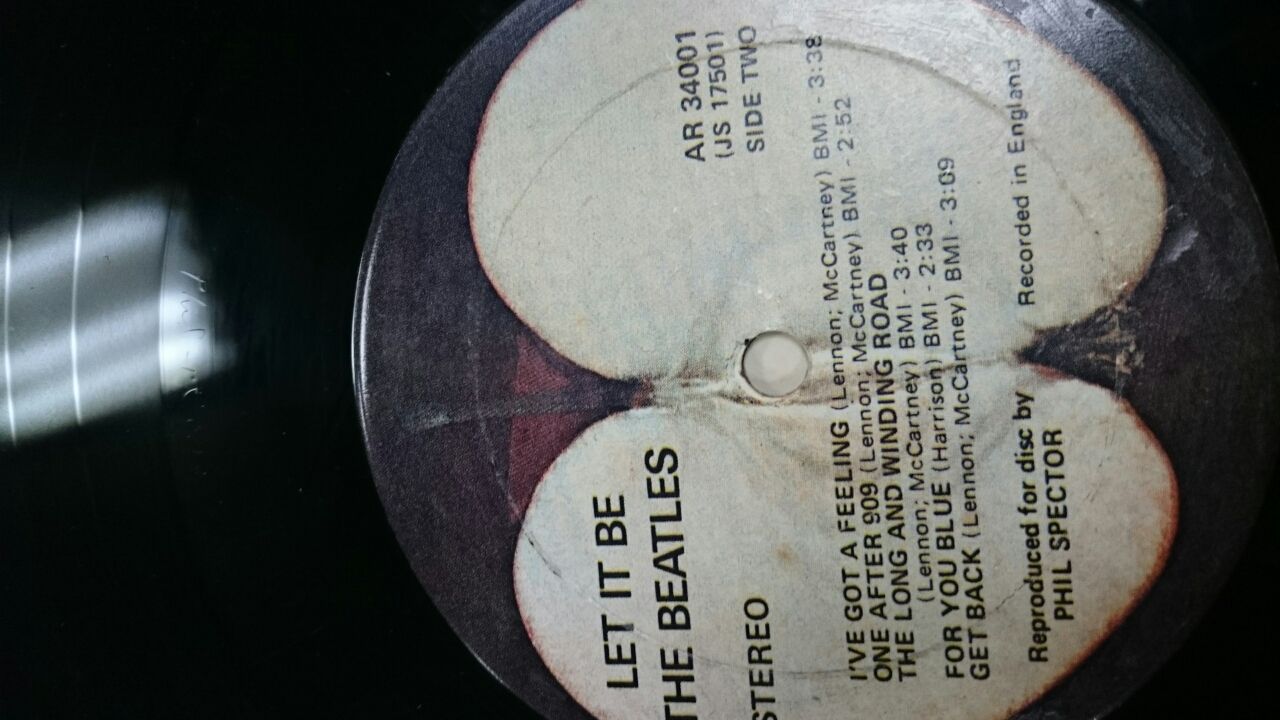 LET IT BE
THE BEATLES
AR 34001
(JS 17501)
STEREO
SIDE TWO
I'VE GOT A FEELING (Lennon; McCartney) BMI - 3:38
ONE AFTER 909 (Lennon; McCartney) BMI - 2:52
THE LONG AND WINDING ROAD
(Lennon; McCartney) BMI - 3:40
FOR YOU BLUE (Harrison) BMI - 2:33
GET BACK (Lennon; McCartney) BMI - 3:09
Reproduced for disc by
PHIL SPECTOR
Recorded in England